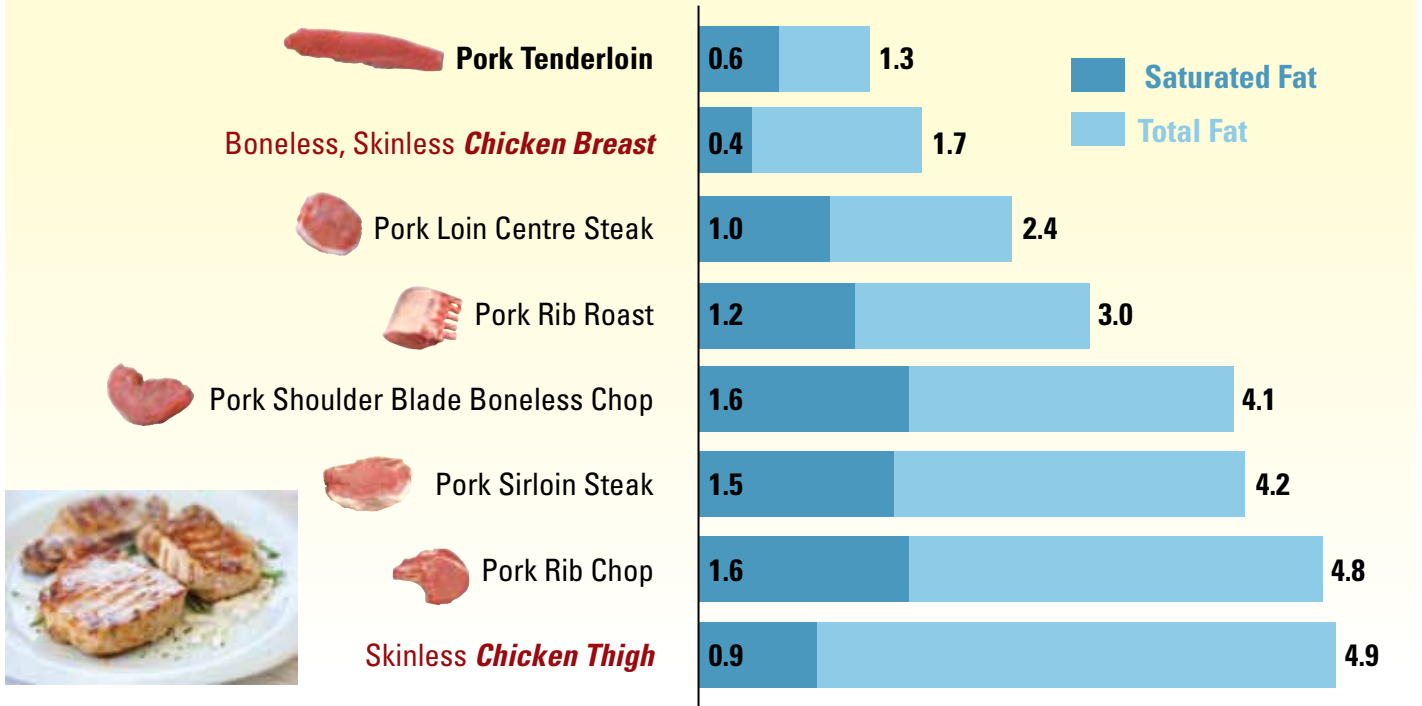 Pork Tenderloin 0.6 1.3
Saturated Fat
Boneless, Skinless Chicken Breast 0.4 1.7
Total Fat
Pork Loin Centre Steak 1.0 2.4
Pork Rib Roast 1.2 3.0
Pork Shoulder Blade Boneless Chop 1.6 4.1
Pork Sirloin Steak 1.5 4.2
Pork Rib Chop 1.6 4.8
Skinless Chicken Thigh 0.9 4.9